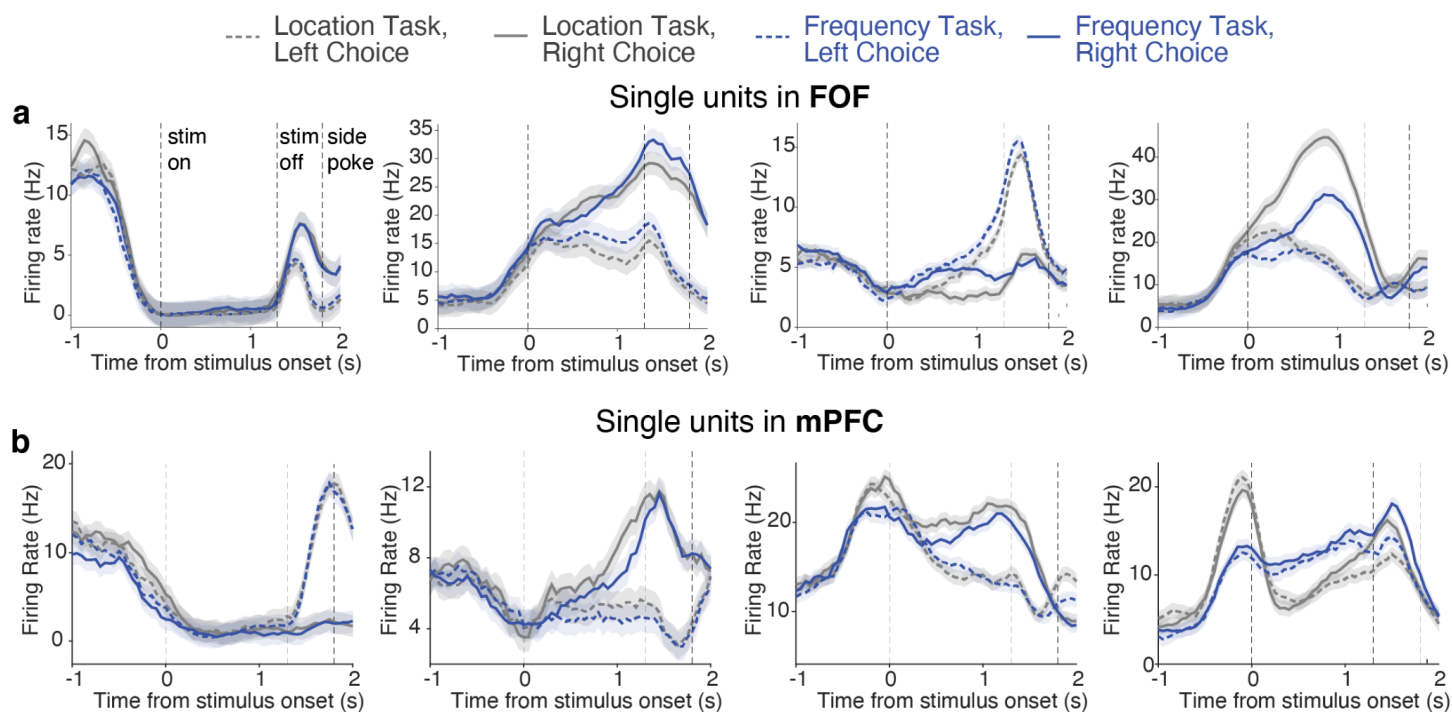 Location Task,
Left Choice
Location Task,
Right Choice
Frequency Task,
Left Choice
Frequency Task,
Right Choice
a
Single units in FOF
stim
on
stim
off
side
poke
Firing rate (Hz)
15
10
5
0
-1
0
1
2
Time from stimulus onset (s)
Firing rate (Hz)
35
30
25
20
15
10
5
0
-1
0
1
2
Time from stimulus onset (s)
Firing rate (Hz)
15
10
5
0
-1
0
1
2
Time from stimulus onset (s)
Firing rate (Hz)
40
30
20
10
0
-1
0
1
2
Time from stimulus onset (s)
b
Single units in mPFC
Firing Rate (Hz)
20
10
0
-1
0
1
2
Time from stimulus onset (s)
Firing Rate (Hz)
12
8
4
-1
0
1
2
Time from stimulus onset (s)
Firing Rate (Hz)
20
10
-1
0
1
2
Time from stimulus onset (s)
Firing Rate (Hz)
20
10
0
-1
0
1
2
Time from stimulus onset (s)